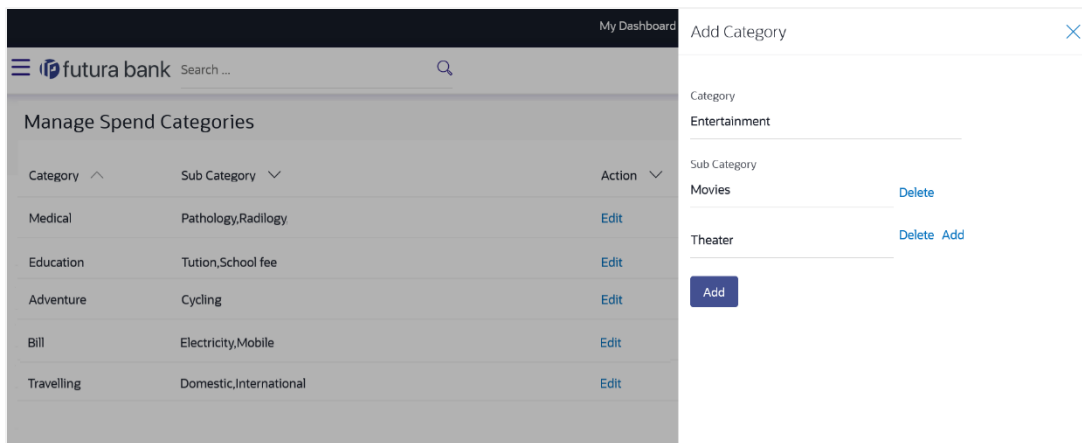 My Dashboard
Add Category
futura bank
Search ...
Manage Spend Categories
Category
Sub Category
Action
Medical
Pathology,Radilogy
Edit
Education
Tution,School fee
Edit
Adventure
Cycling
Edit
Bill
Electricity,Mobile
Edit
Travelling
Domestic,International
Edit
Category
Entertainment
Sub Category
Movies
Delete
Theater
Delete Add
Add